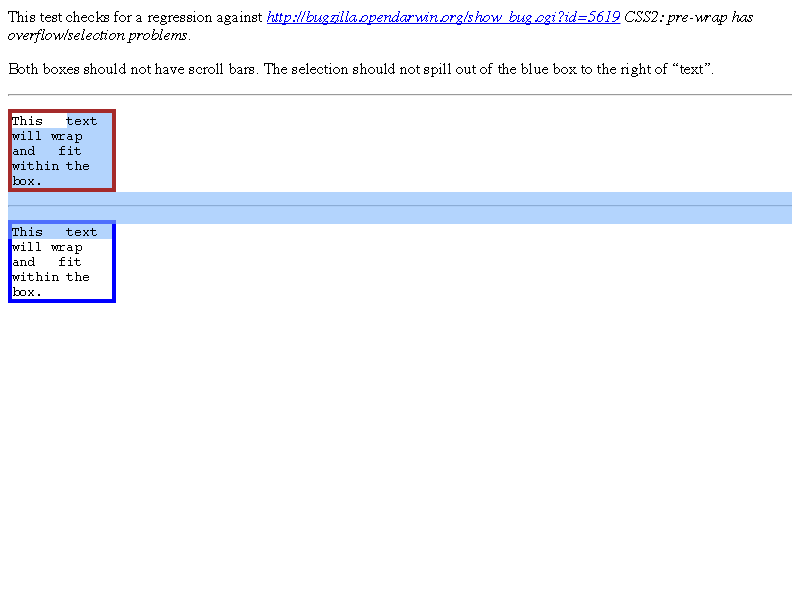 This test checks for a regression against http://bugzilla.opendarwin.org/show_bug.cgi?id=5619 CSS2: pre-wrap has
overflow/selection problems.
Both boxes should not have scroll bars. The selection should not spill out of the blue box to the right of “text”.
This   text
will wrap
and   fit
within the
box.
This   text
will wrap
and   fit
within the
box.